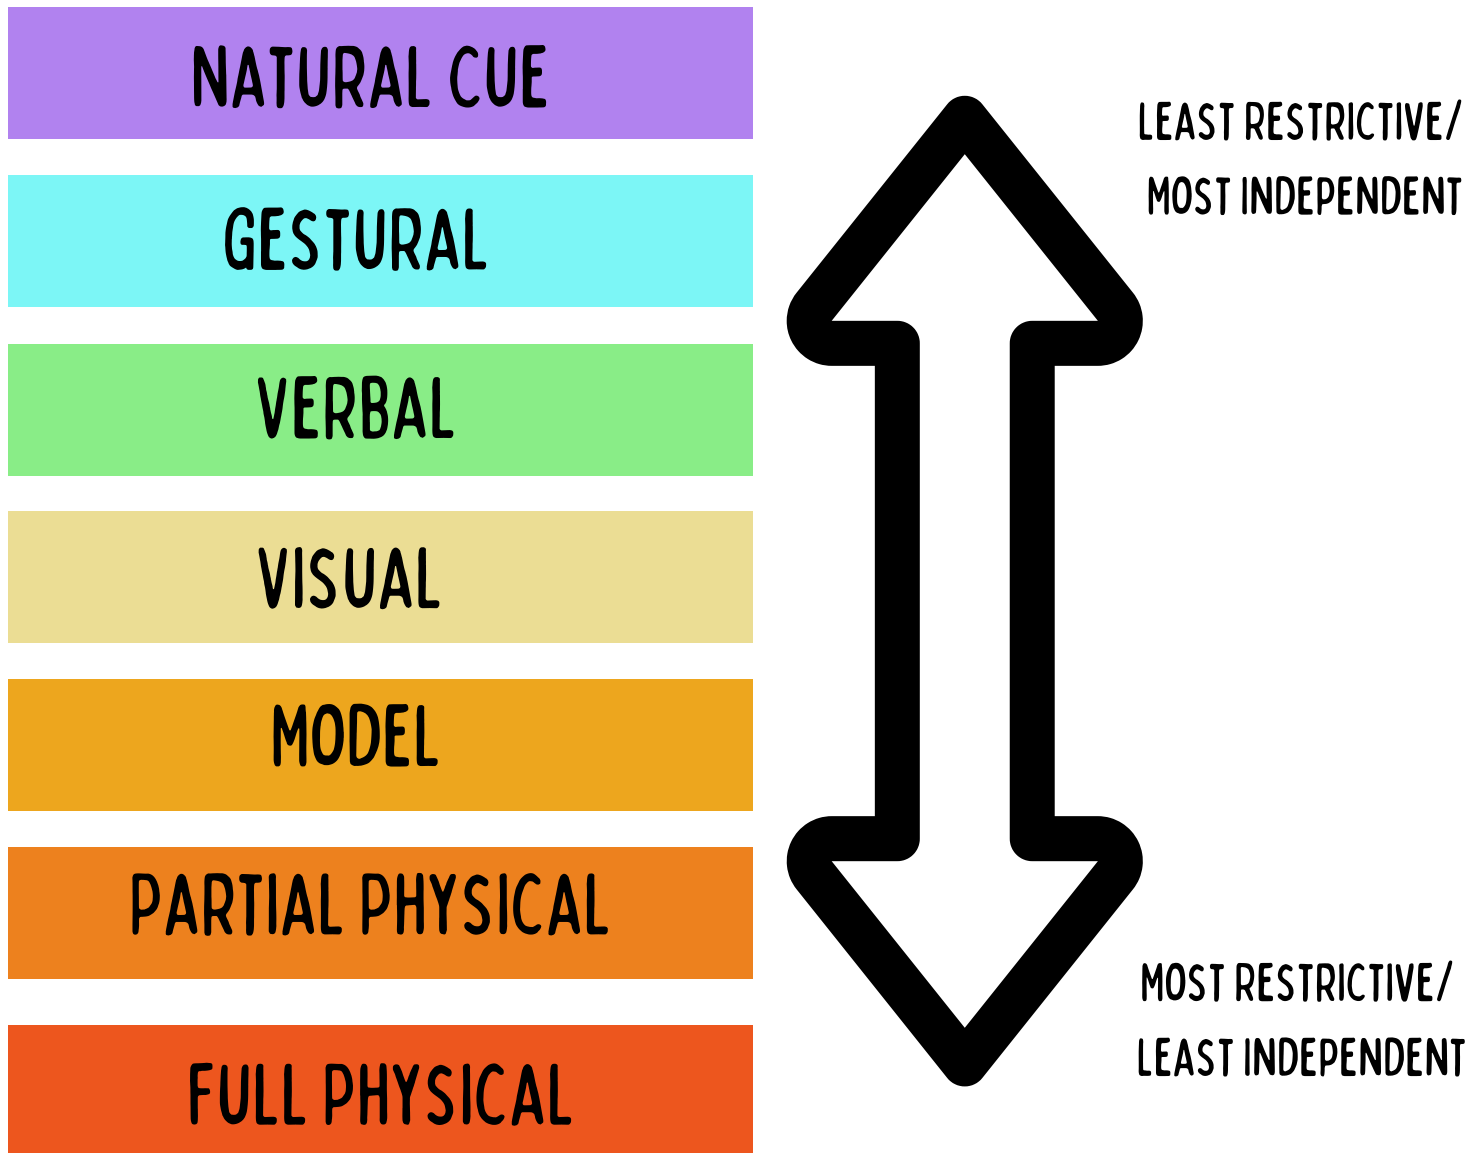 NATURAL CUE
GESTURAL
VERBAL
VISUAL
MODEL
PARTIAL PHYSICAL
FULL PHYSICAL
LEAST RESTRICTIVE/
MOST INDEPENDENT
MOST RESTRICTIVE/
LEAST INDEPENDENT